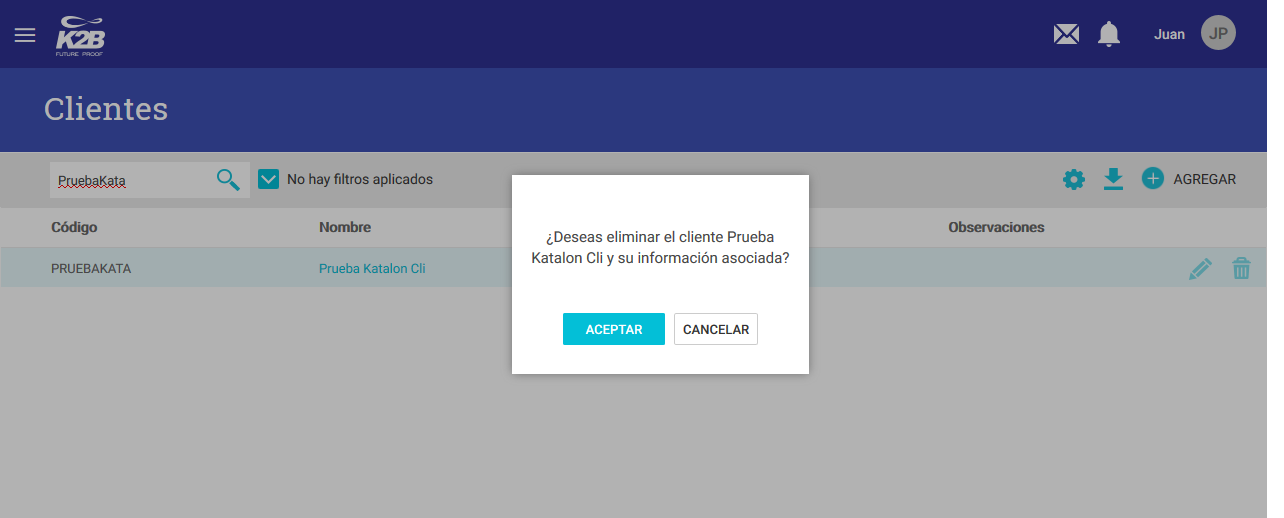 K2B
FUTURE PROOF
Juan
JP
Clientes
PruebaKata
No hay filtros aplicados
AGREGAR
Código
Nombre
Observaciones
PRUEBAKATA
Prueba Katalon Cli
¿Deseas eliminar el cliente Prueba
Katalon Cli y su información asociada?
ACEPTAR
CANCELAR